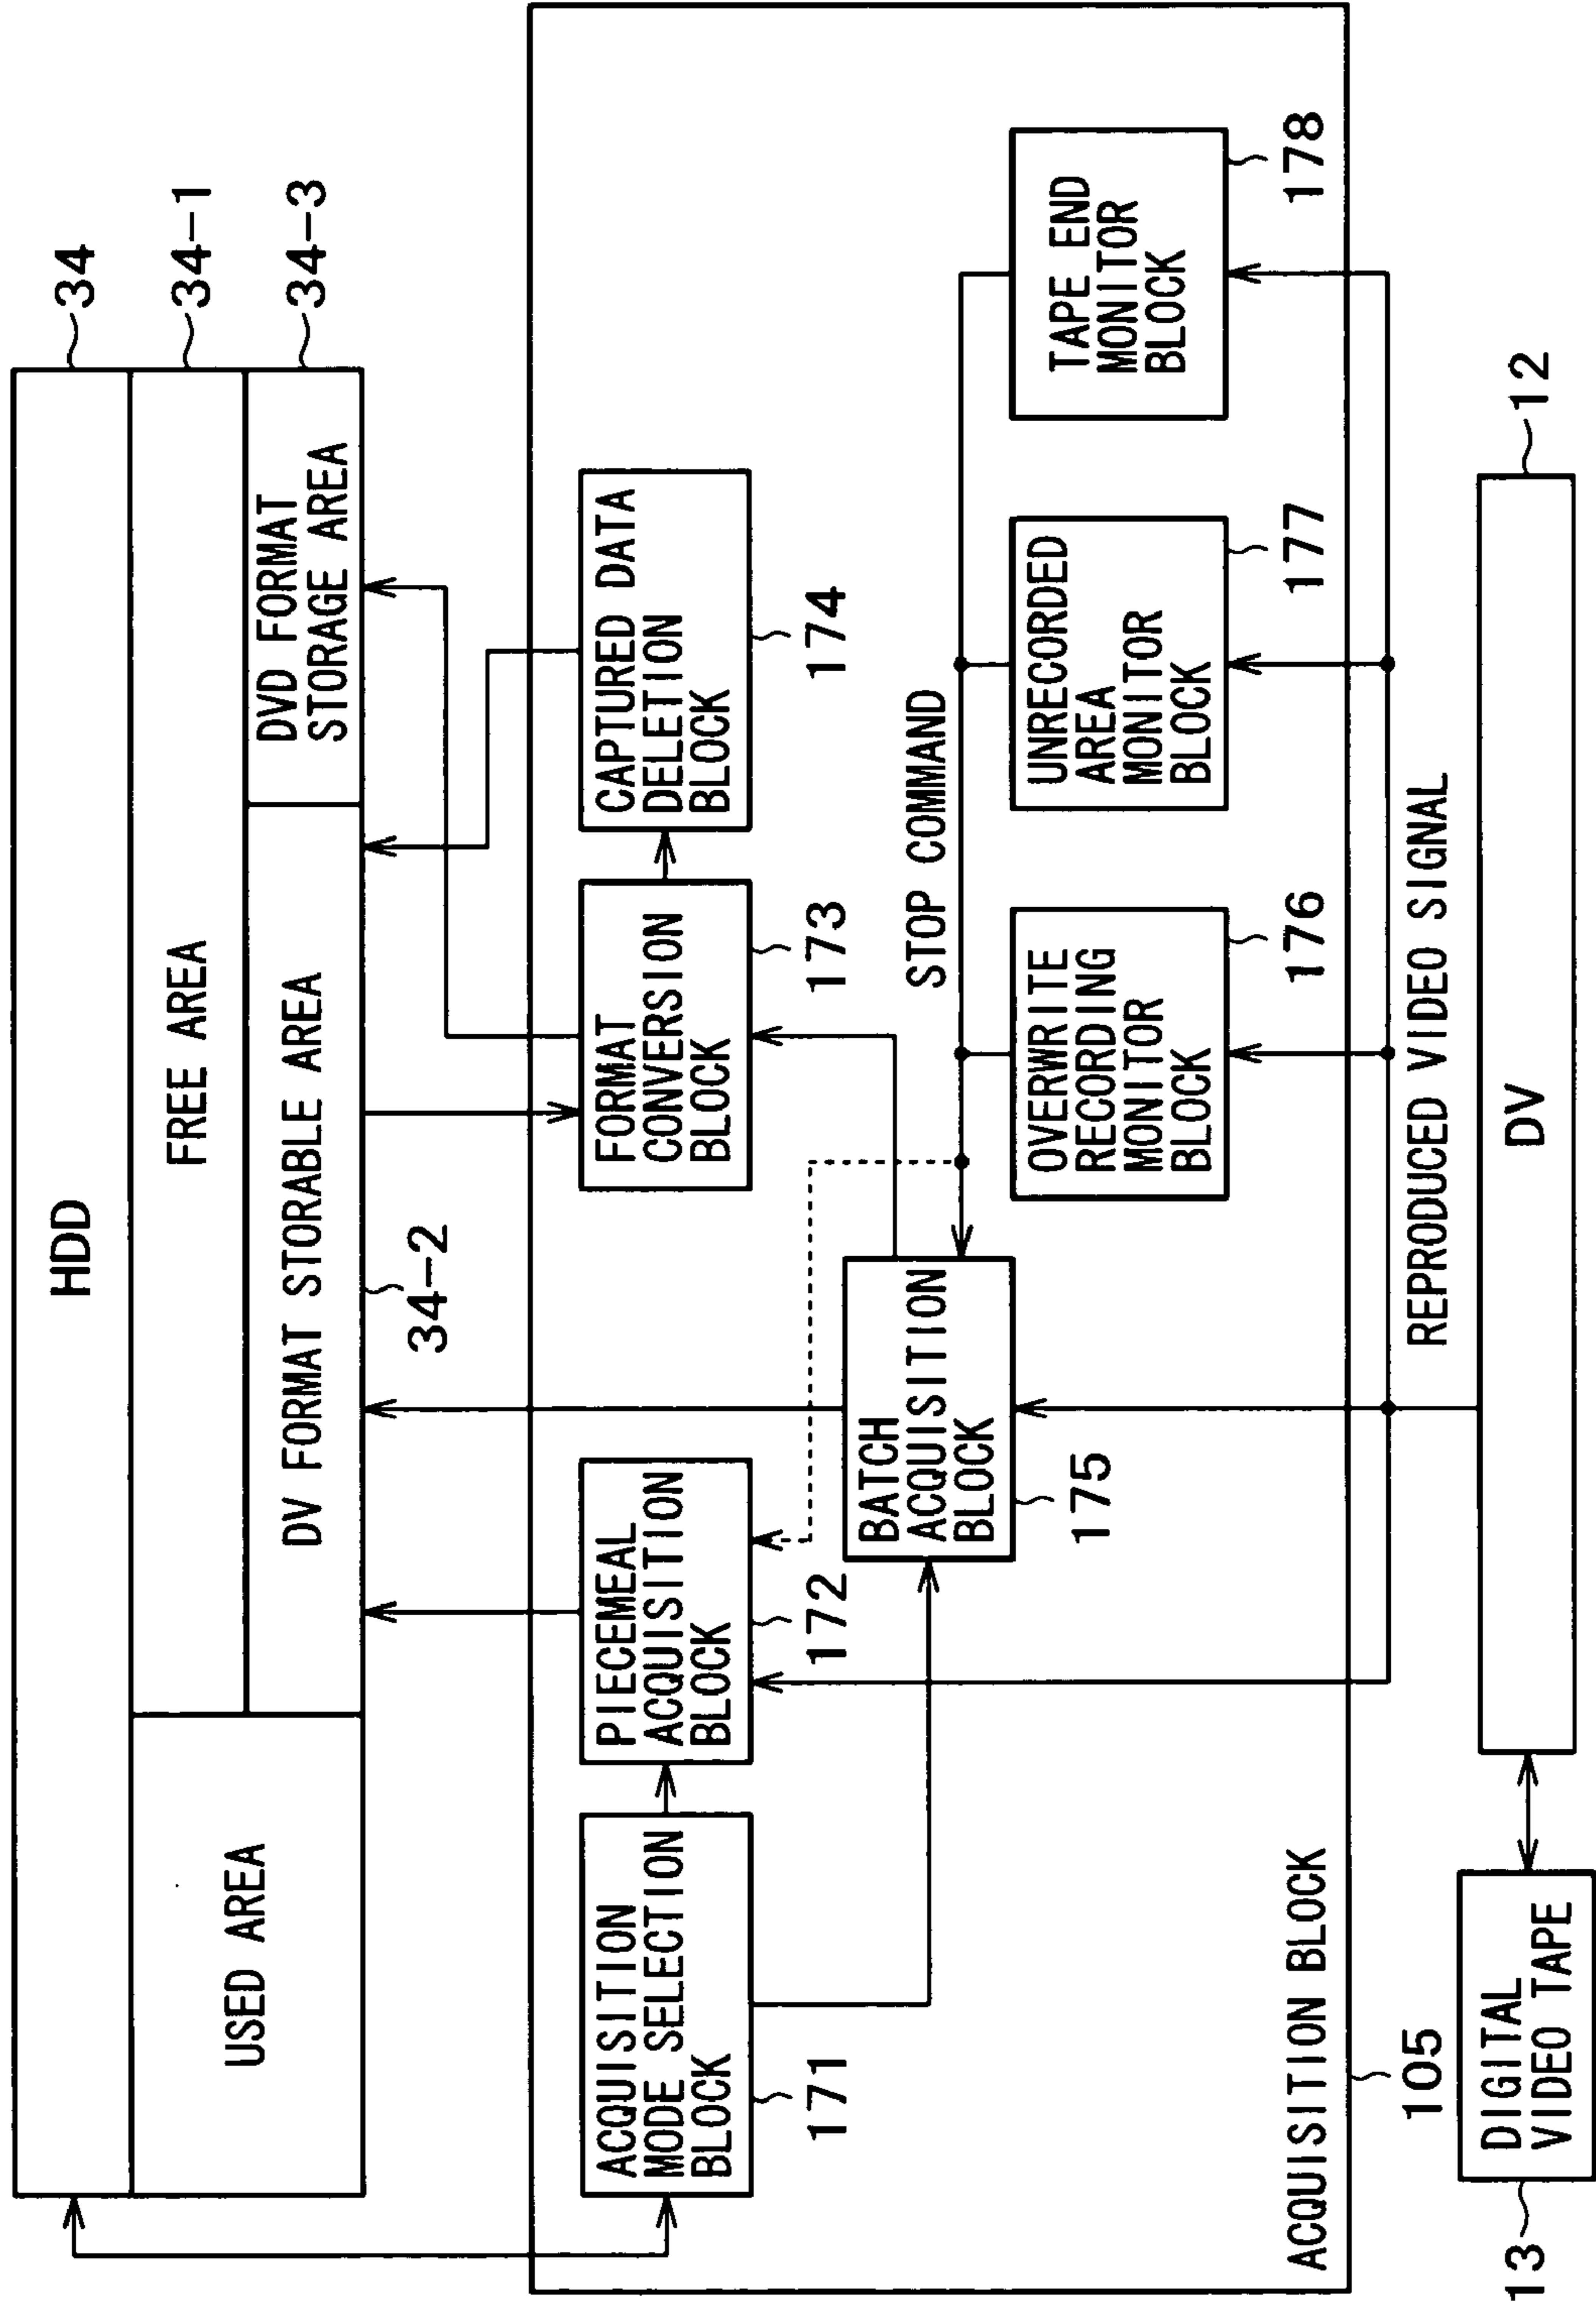 HDD
34
FREE AREA
34-1
USED AREA
DV FORMAT STORABLE AREA
34-2
DVD FORMAT
STORAGE AREA
34-3
ACQUISITION
MODE SELECTION
BLOCK
171
PIECEMEAL
ACQUISITION
BLOCK
172
FORMAT
CONVERSION
BLOCK
173
CAPTURED DATA
DELETION
BLOCK
174
BATCH
ACQUISITION
BLOCK
175
STOP COMMAND
OVERWRITE
RECORDING
MONITOR
BLOCK
176
UNRECORDED
AREA
MONITOR
BLOCK
177
TAPE END
MONITOR
BLOCK
178
ACQUISITION BLOCK
105
REPRODUCED VIDEO SIGNAL
13
DIGITAL
VIDEO TAPE
DV
12